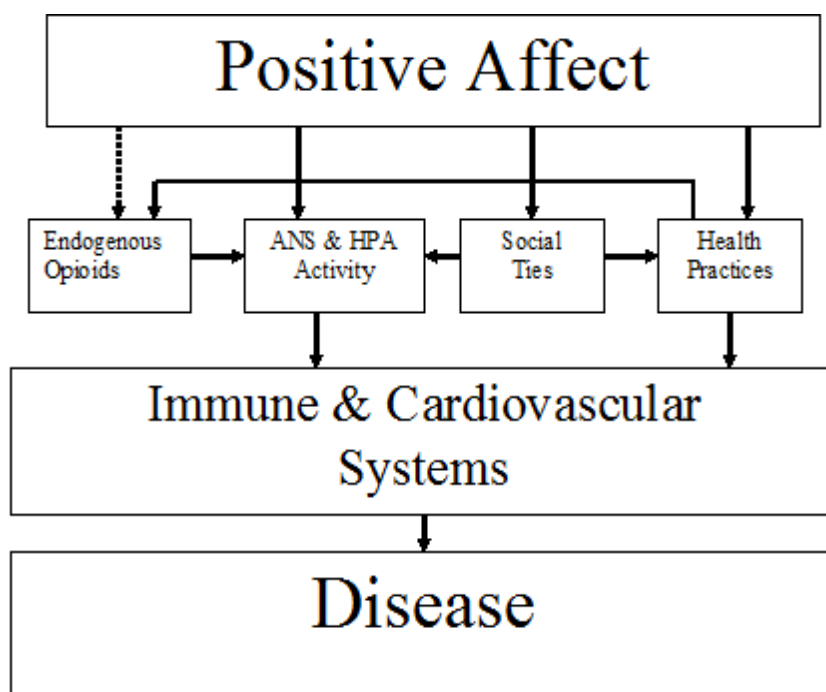 Positive Affect
Endogenous
Opioids
ANS & HPA
Activity
Social
Ties
Health
Practices
Immune & Cardiovascular
Systems
Disease